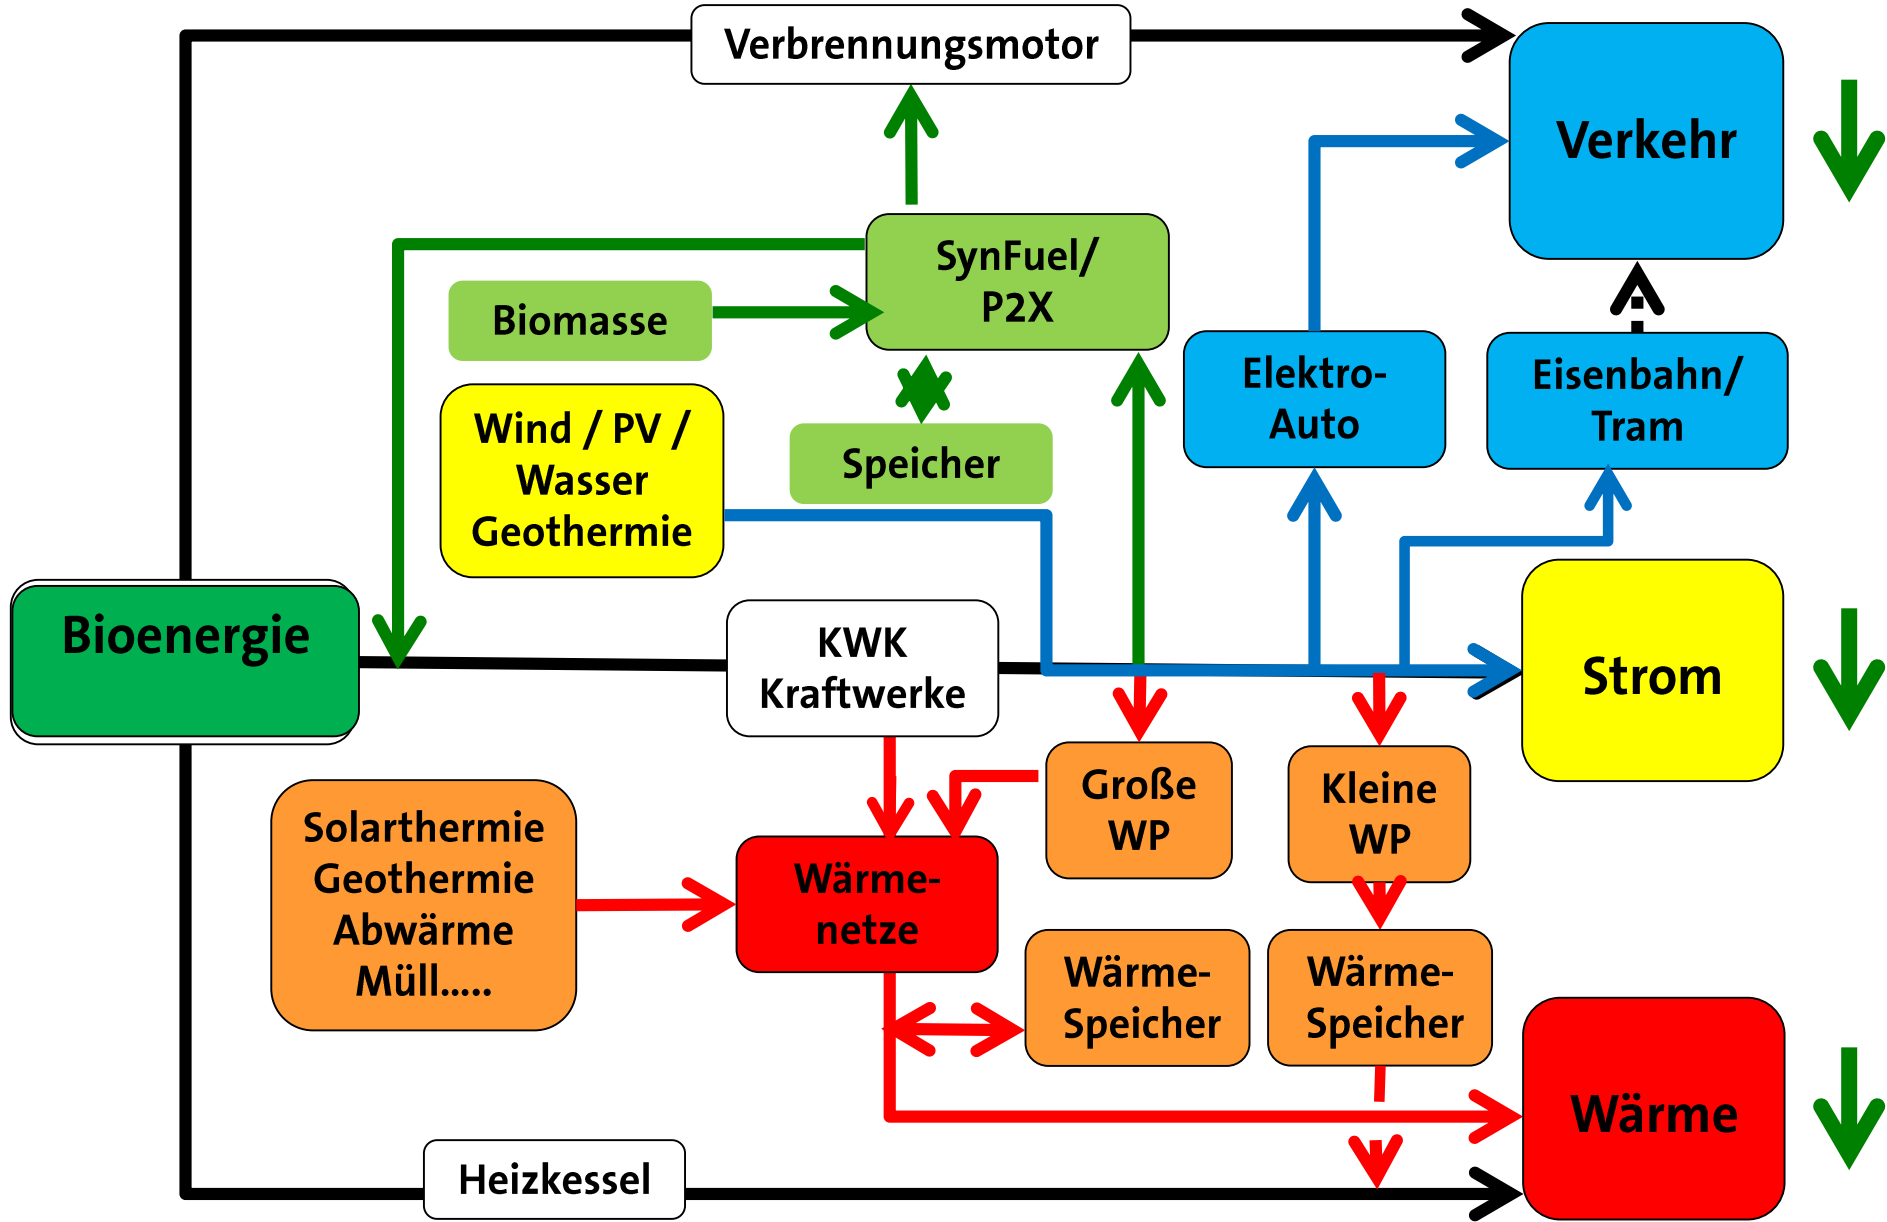 Verbrennungsmotor
Verkehr
SynFuel/
P2X
Biomasse
Elektro-
Auto
Eisenbahn/
Tram
Wind / PV /
Wasser
Geothermie
Speicher
Bioenergie
KWK
Kraftwerke
Strom
Große
WP
Kleine
WP
Solarthermie
Geothermie
Abwärme
Müll.....
Wärme-
netze
Wärme-
Speicher
Wärme-
Speicher
Wärme
Heizkessel